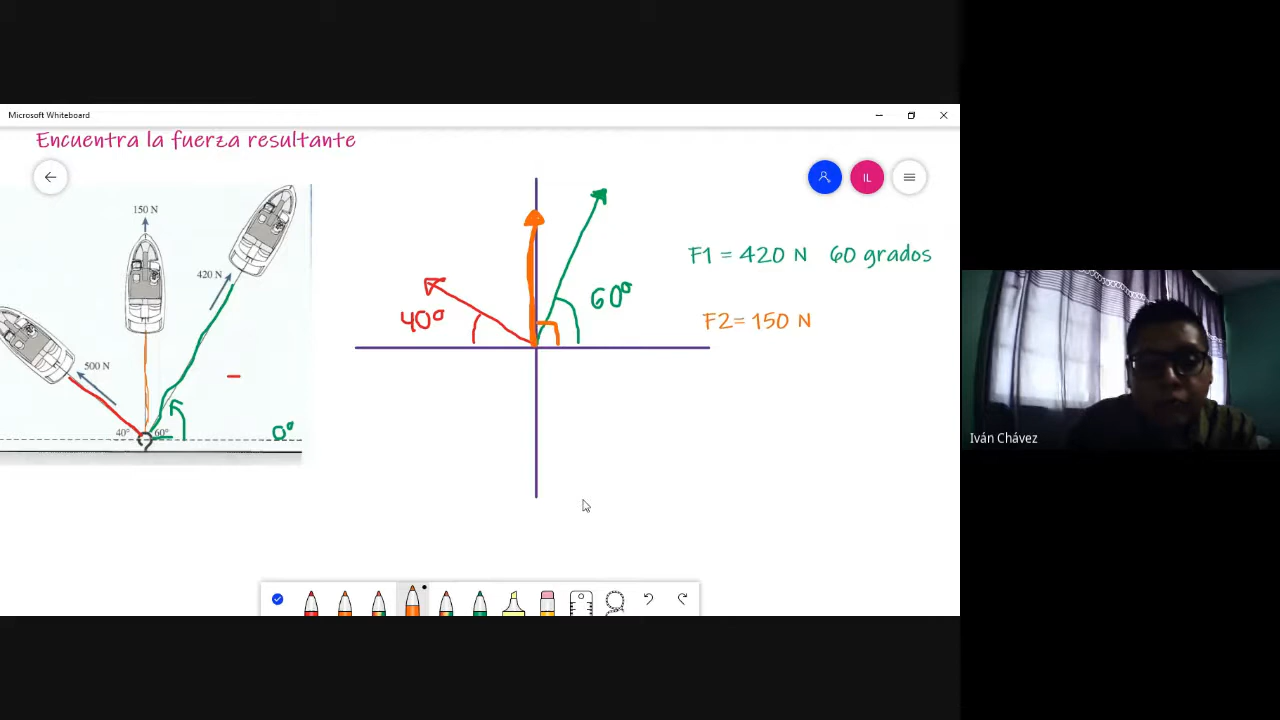 Microsoft Whiteboard
Encuentra la fuerza resultante
IL
150 N
420 N
500 N
40°
60°
0°
40°
60°
F1 = 420 N 60 grados
F2= 150 N
Iván Chávez